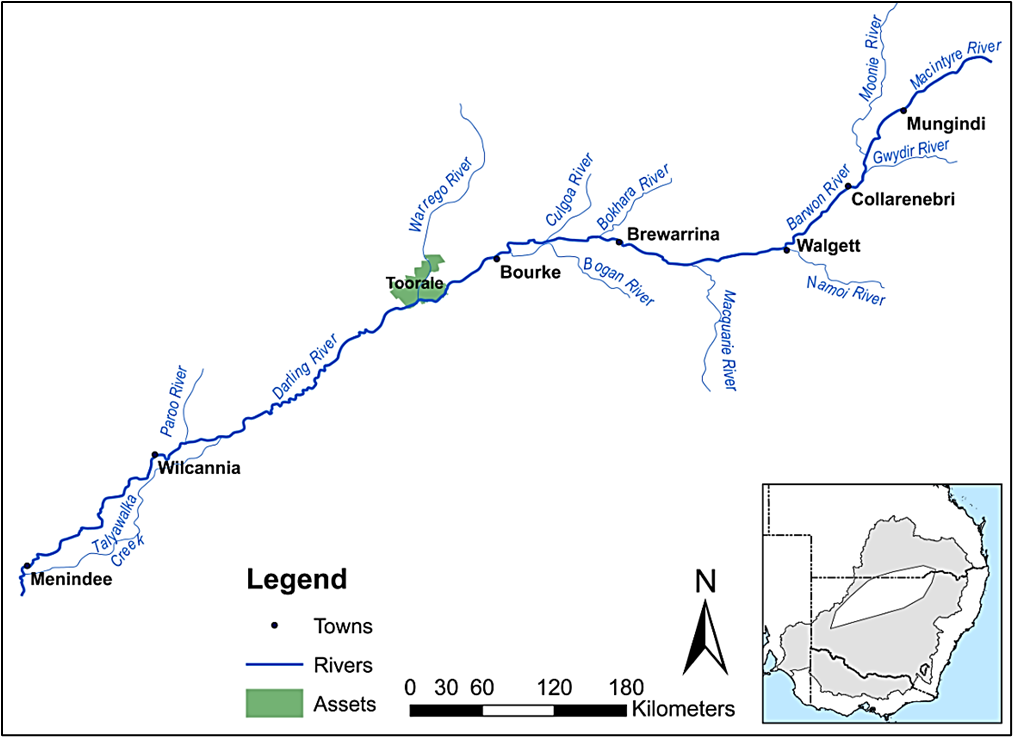 Moonie River
Macintyre River
Mungindi
Gwydir River
Warrego River
Culgoa River
Bokhara River
Barwon River
Collarenebri
Brewarrina
Walgett
Bourke
Bogan River
Namoi River
Toorale
Macquarie River
Darling River
Paroo River
Wilcannia
Talyawalka
Creek
Menindee
Legend
Towns
Rivers
Assets
N
0 30 60 120 180
Kilometers